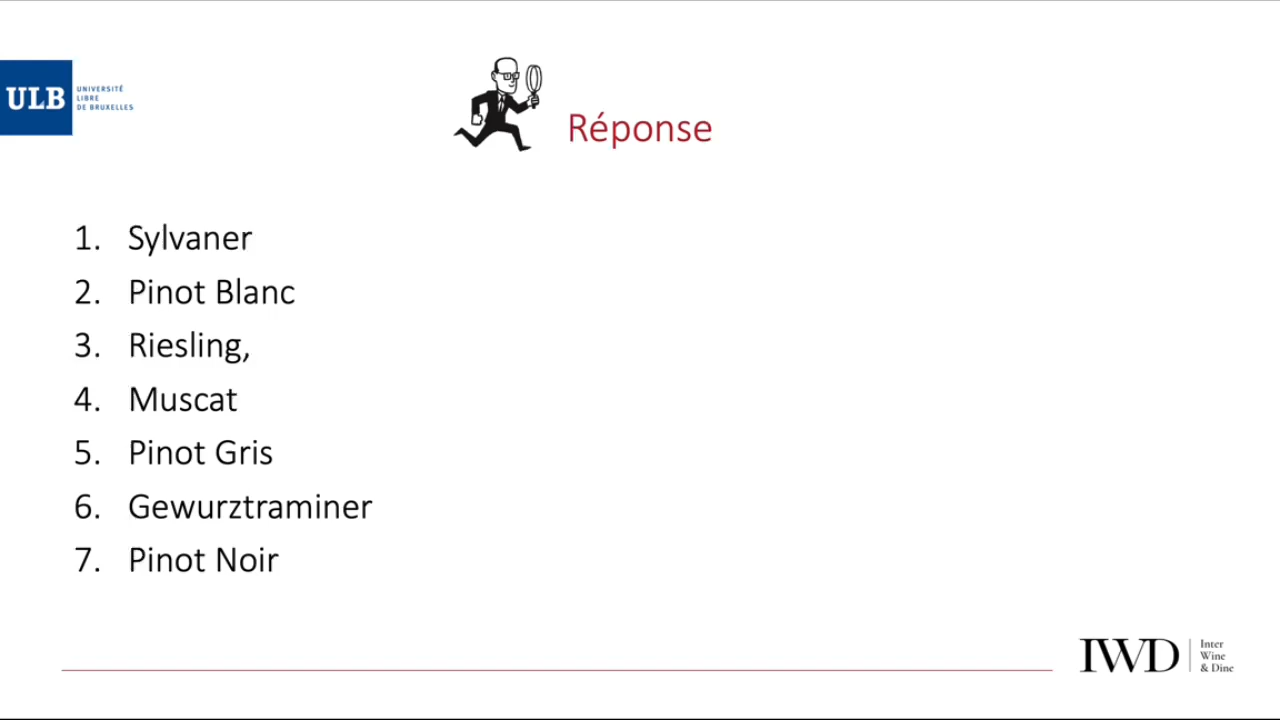 ULB
UNIVERSITÉ
LIBRE
DE BRUXELLES
Réponse
1. Sylvaner
2. Pinot Blanc
3. Riesling,
4. Muscat
5. Pinot Gris
6. Gewurztraminer
7. Pinot Noir
IWD
Inter
Wine
& Dine